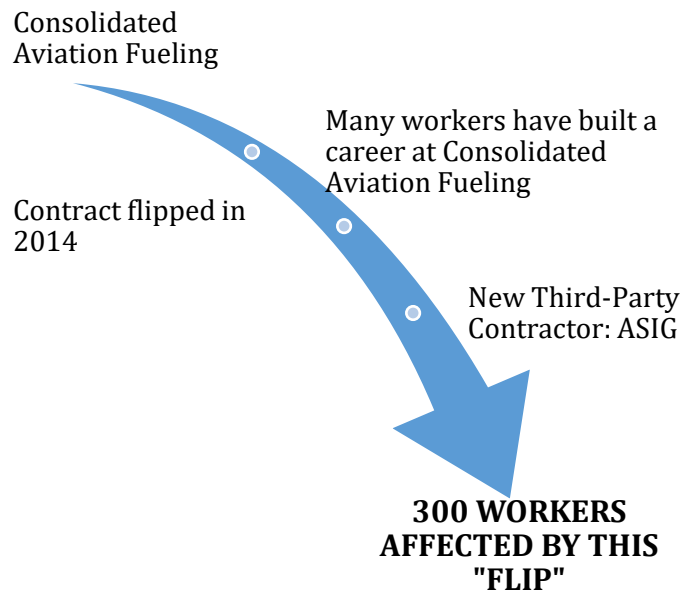 Consolidated
Aviation Fueling
Many workers have built a
career at Consolidated
Aviation Fueling
Contract flipped in
2014
New Third-Party
Contractor: ASIG
300 WORKERS
AFFECTED BY THIS
"FLIP"